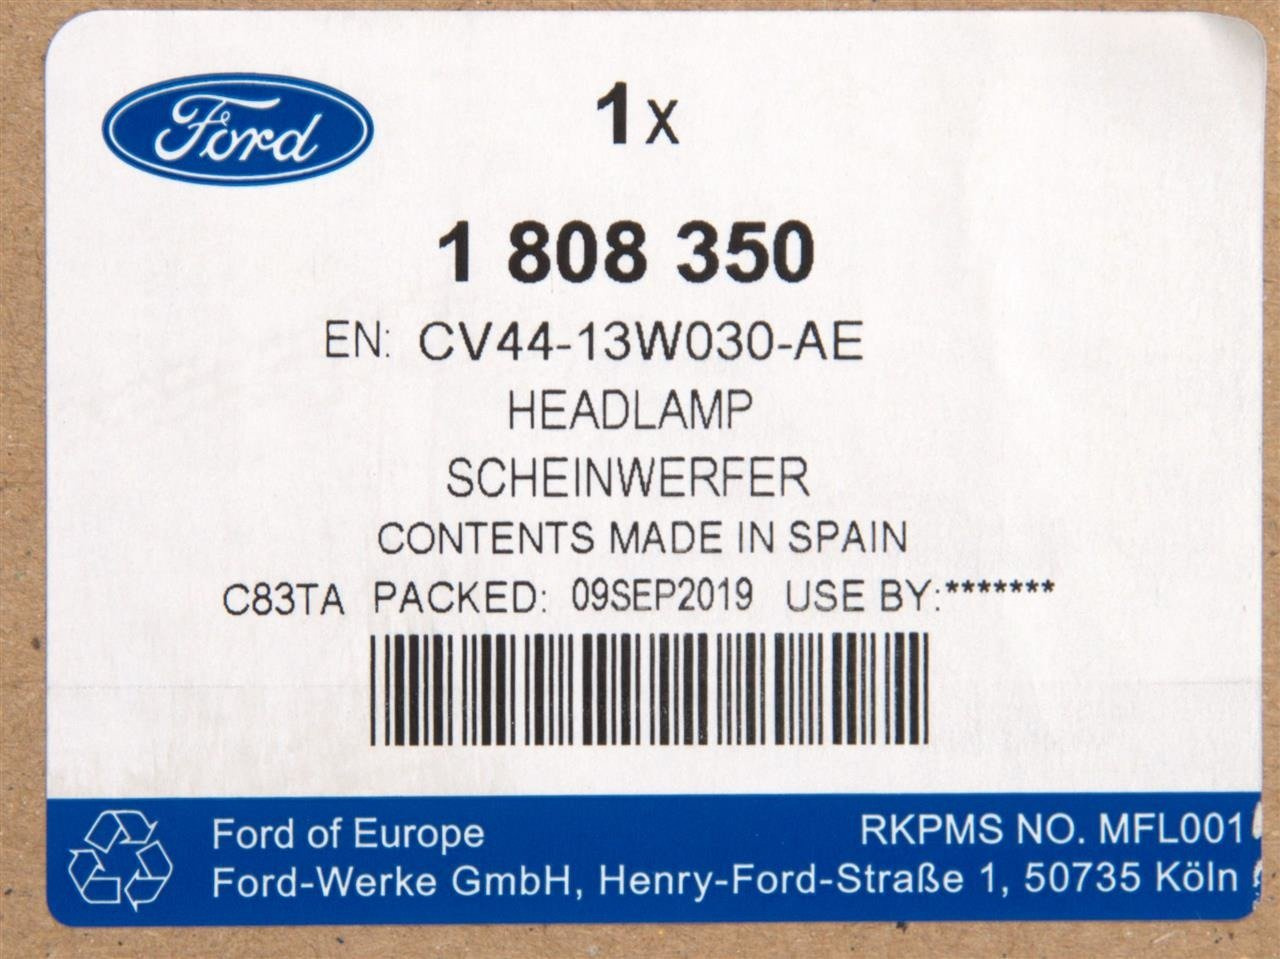 Ford
1 x
1 808 350
EN: CV44-13W030-AE
HEADLAMP
SCHEINWERFER
CONTENTS MADE IN SPAIN
C83TA PACKED: 09SEP2019 USE BY:*******
Ford of Europe
RKPMS NO. MFL001
Ford-Werke GmbH, Henry-Ford-Straße 1, 50735 Köln